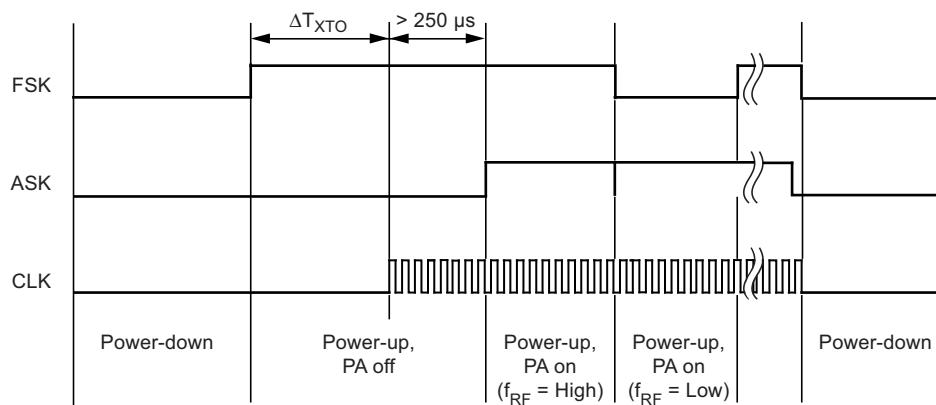 ΔT_XTO
> 250 µs
FSK
ASK
CLK
Power-down
Power-up,
PA off
Power-up,
PA on
(f_RF = High)
Power-up,
PA on
(f_RF = Low)
Power-down